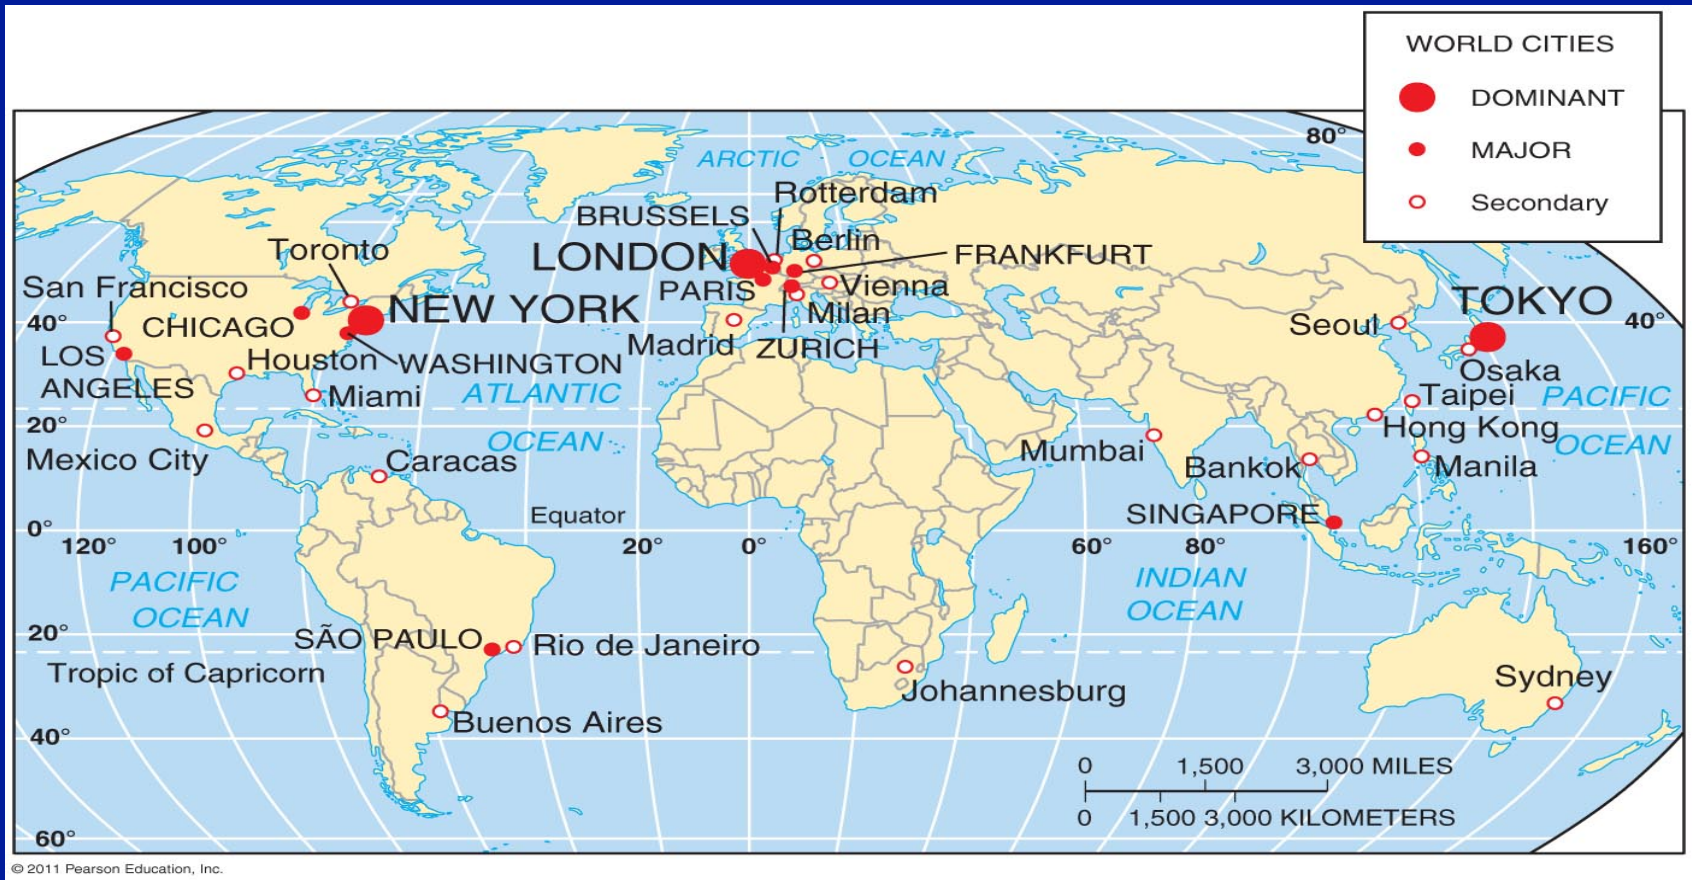 WORLD CITIES
DOMINANT
MAJOR
Secondary
80°
ARCTIC OCEAN
Rotterdam
BRUSSELS
Berlin
LONDON
FRANKFURT
Toronto
San Francisco
PARIS
Vienna
NEW YORK
TOKYO
Milan
40°
CHICAGO
Seoul
40°
Madrid
ZURICH
LOS
ANGELES
Houston
WASHINGTON
Osaka
Miami
ATLANTIC
OCEAN
Taipei
PACIFIC
OCEAN
20°
Hong Kong
Mexico City
Caracas
Mumbai
Bankok
Manila
Equator
SINGAPORE
0°
120°
100°
20°
0°
60°
80°
160°
PACIFIC
OCEAN
INDIAN
OCEAN
20°
SÃO PAULO
Rio de Janeiro
Tropic of Capricorn
Johannesburg
Sydney
Buenos Aires
40°
0 1,500 3,000 MILES
0 1,500 3,000 KILOMETERS
60°
© 2011 Pearson Education, Inc.